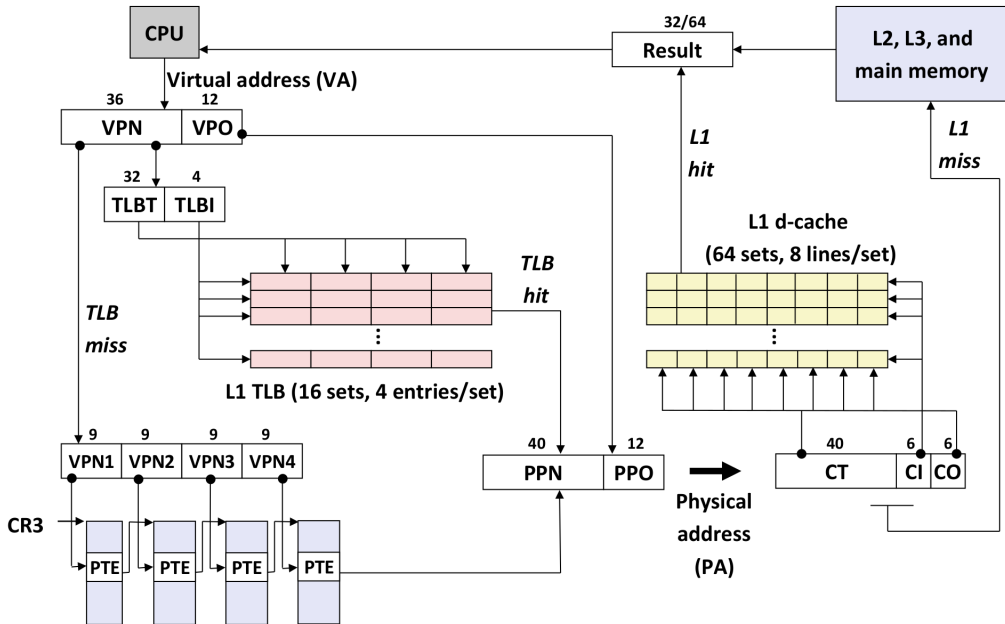 32/64
CPU
Result
L2, L3, and
main memory
Virtual address (VA)
36
12
VPN
VPO
L1
hit
L1
miss
32
4
TLBT
TLBI
L1 d-cache
(64 sets, 8 lines/set)
TLB
hit
TLB
miss
...
...
L1 TLB (16 sets, 4 entries/set)
9
9
9
9
VPN1
VPN2
VPN3
VPN4
40
12
PPN
PPO
40
6
6
CT
CI
CO
Physical
address
(PA)
CR3
PTE
PTE
PTE
PTE